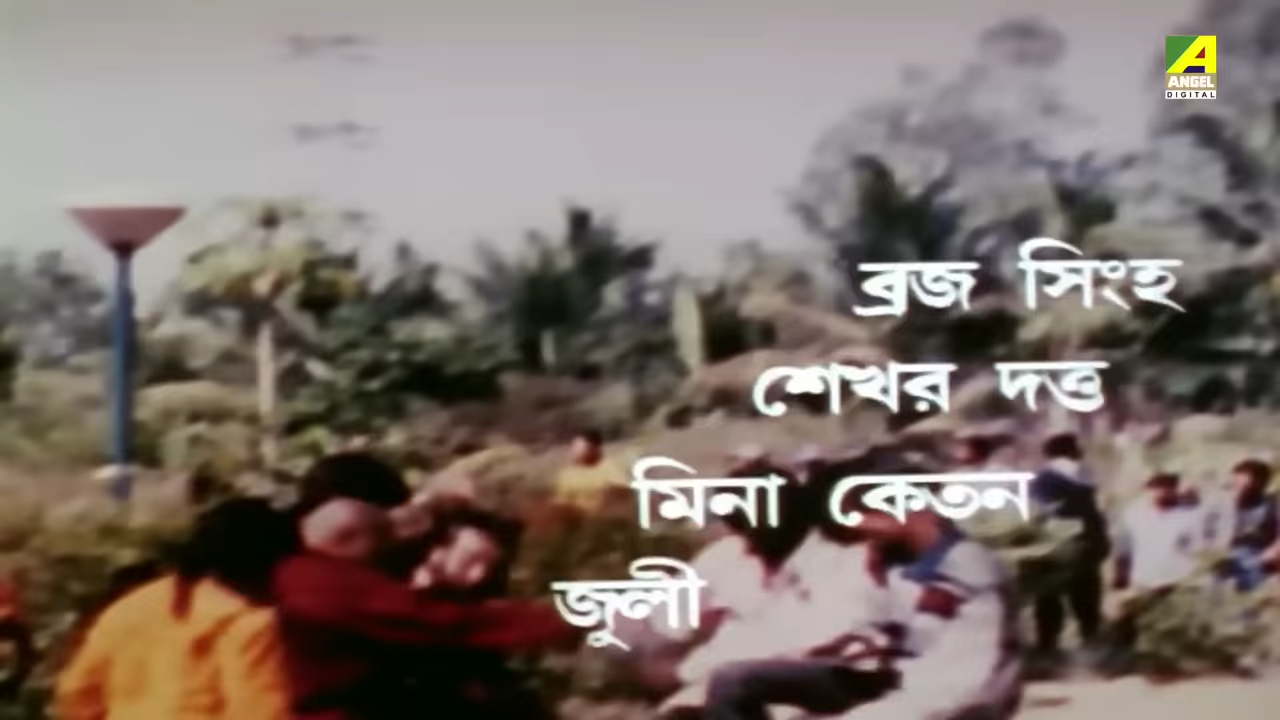 A
ANGEL
DIGITAL
ব্রজ সিংহ
শেখর দত্ত
মিনা কেতন
জুলী